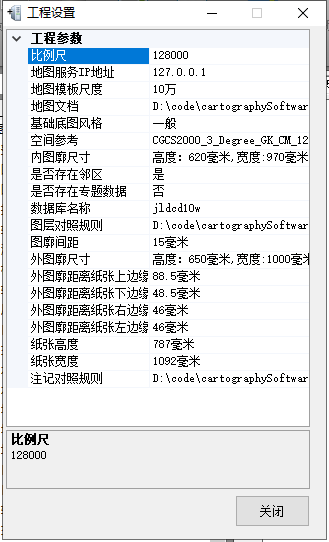 工程设置
工程参数
比例尺 128000
地图服务IP地址 127.0.0.1
地图模板尺度 10万
地图文档 D:\code\cartographySoftwar
基础底图风格 一般
空间参考 CGCS2000_3_Degree_GK_CM_12
内图廓尺寸 高度: 620毫米,宽度:970毫米
是否存在邻区 是
是否存在专题数据 否
数据库名称 jldcd10w
图层对照规则 D:\code\cartographySoftwar
图廓间距 15毫米
外图廓尺寸 高度: 650毫米,宽度:1000毫米
外图廓距离纸张上边缘 88.5毫米
外图廓距离纸张下边缘 48.5毫米
外图廓距离纸张右边缘 46毫米
外图廓距离纸张左边缘 46毫米
纸张高度 787毫米
纸张宽度 1092毫米
注记对照规则 D:\code\cartographySoftwar
比例尺
128000
关闭